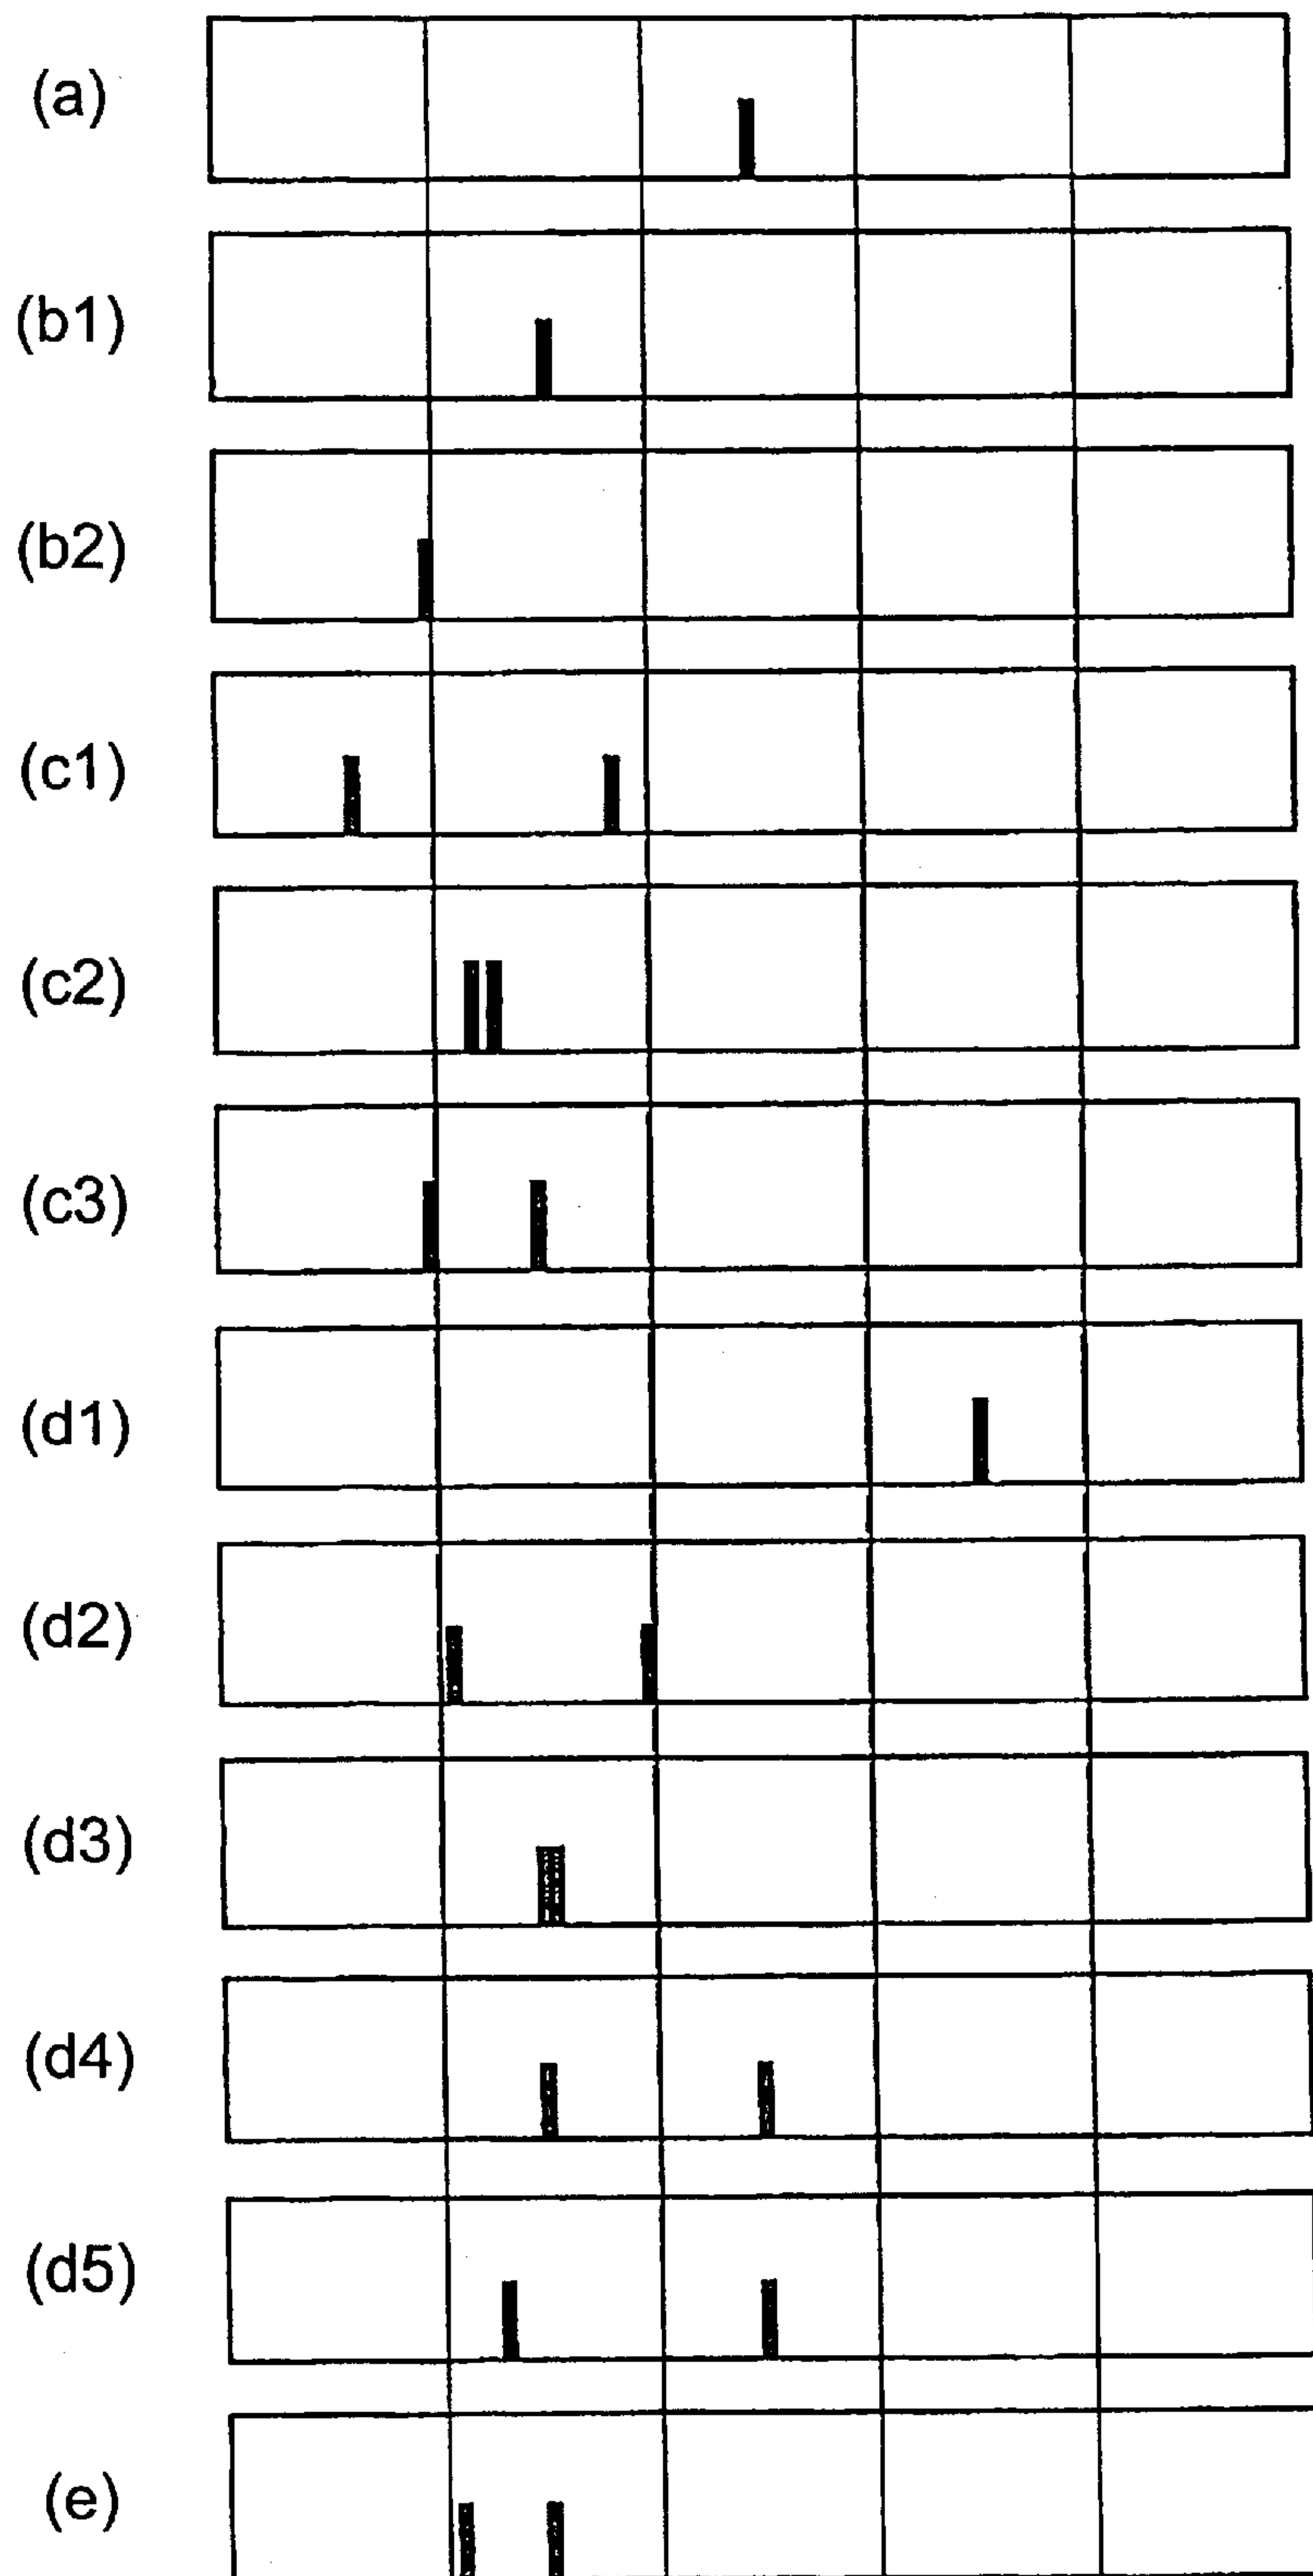 (a)
(b1)
(b2)
(c1)
(c2)
(c3)
(d1)
(d2)
(d3)
(d4)
(d5)
(e)